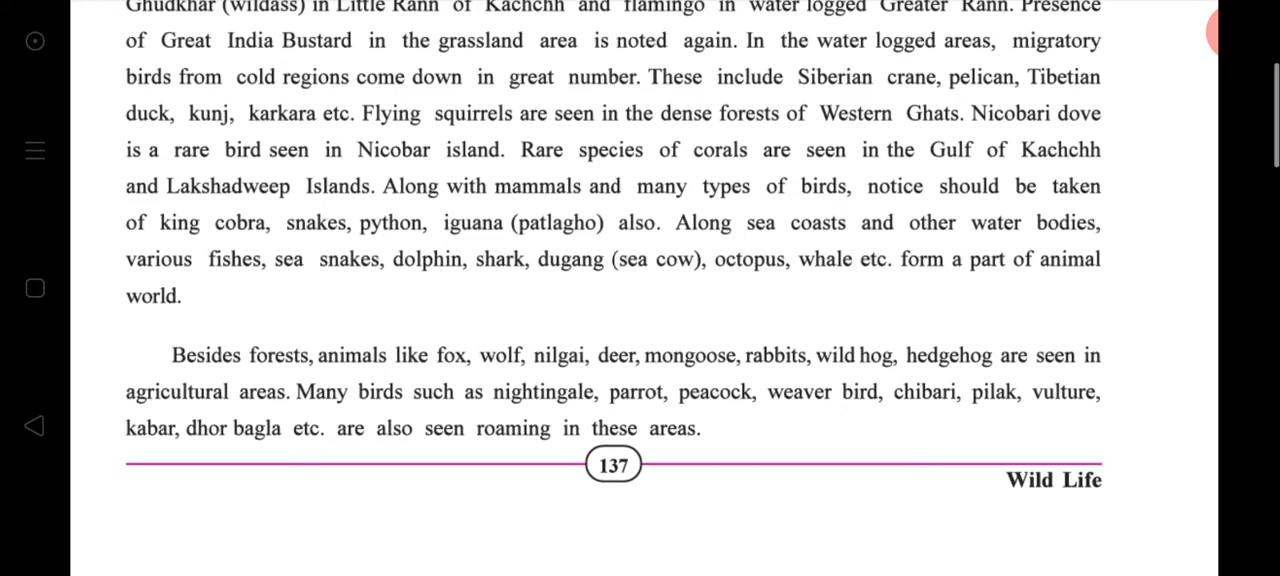 Ghudkhar (wildass) in Little Rann of Kachchh and flamingo in water logged Greater Rann. Presence
of Great India Bustard in the grassland area is noted again. In the water logged areas, migratory
birds from cold regions come down in great number. These include Siberian crane, pelican, Tibetian
duck, kunj, karkara etc. Flying squirrels are seen in the dense forests of Western Ghats. Nicobari dove
is a rare bird seen in Nicobar island. Rare species of corals are seen in the Gulf of Kachchh
and Lakshadweep Islands. Along with mammals and many types of birds, notice should be taken
of king cobra, snakes, python, iguana (patlagho) also. Along sea coasts and other water bodies,
various fishes, sea snakes, dolphin, shark, dugang (sea cow), octopus, whale etc. form a part of animal
world.
Besides forests, animals like fox, wolf, nilgai, deer, mongoose, rabbits, wild hog, hedgehog are seen in
agricultural areas. Many birds such as nightingale, parrot, peacock, weaver bird, chibari, pilak, vulture,
kabar, dhor bagla etc. are also seen roaming in these areas.
137
Wild Life